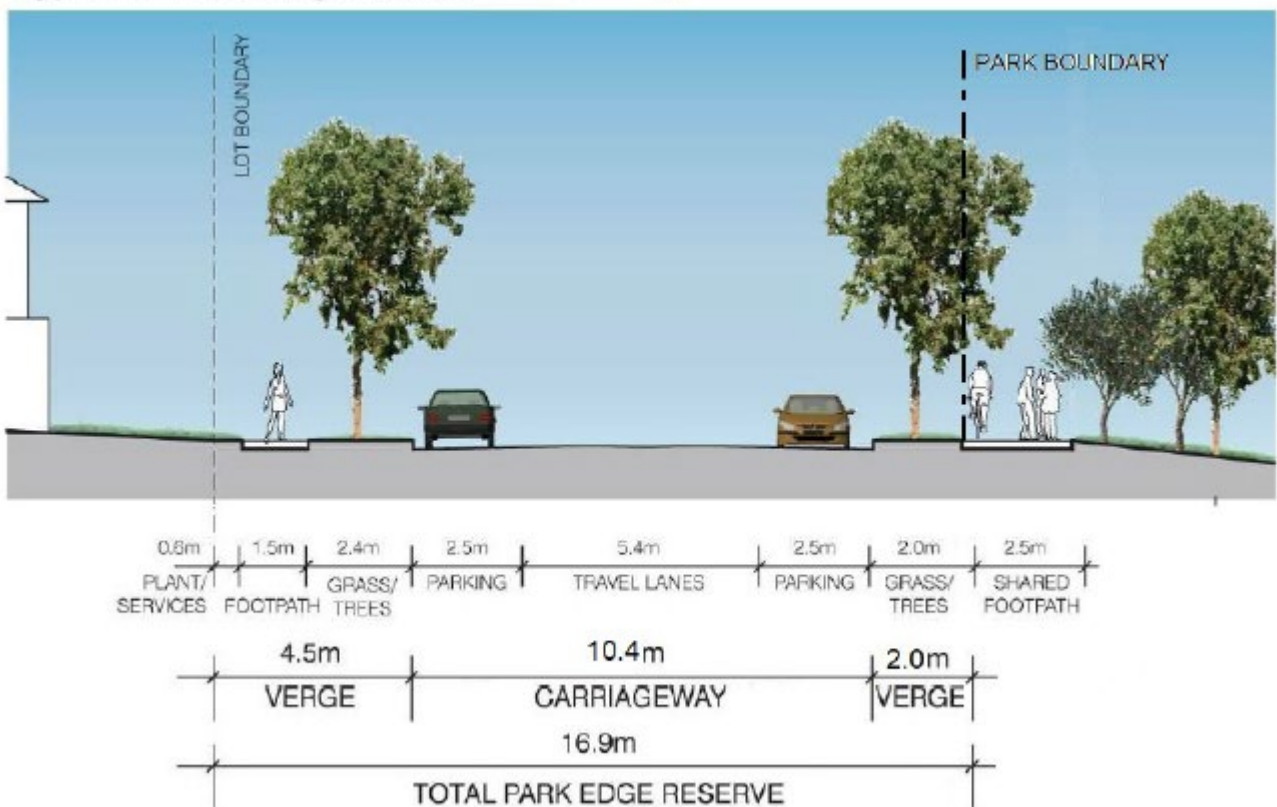 LOT BOUNDARY
PARK BOUNDARY
0.6m 1.5m 2.4m 2.5m 5.4m 2.5m 2.0m 2.5m
PLANT/ FOOTPATH GRASS/ PARKING TRAVEL LANES PARKING GRASS/ SHARED
SERVICES TREES TREES FOOTPATH
4.5m 10.4m 2.0m
VERGE CARRIAGEWAY VERGE
16.9m
TOTAL PARK EDGE RESERVE